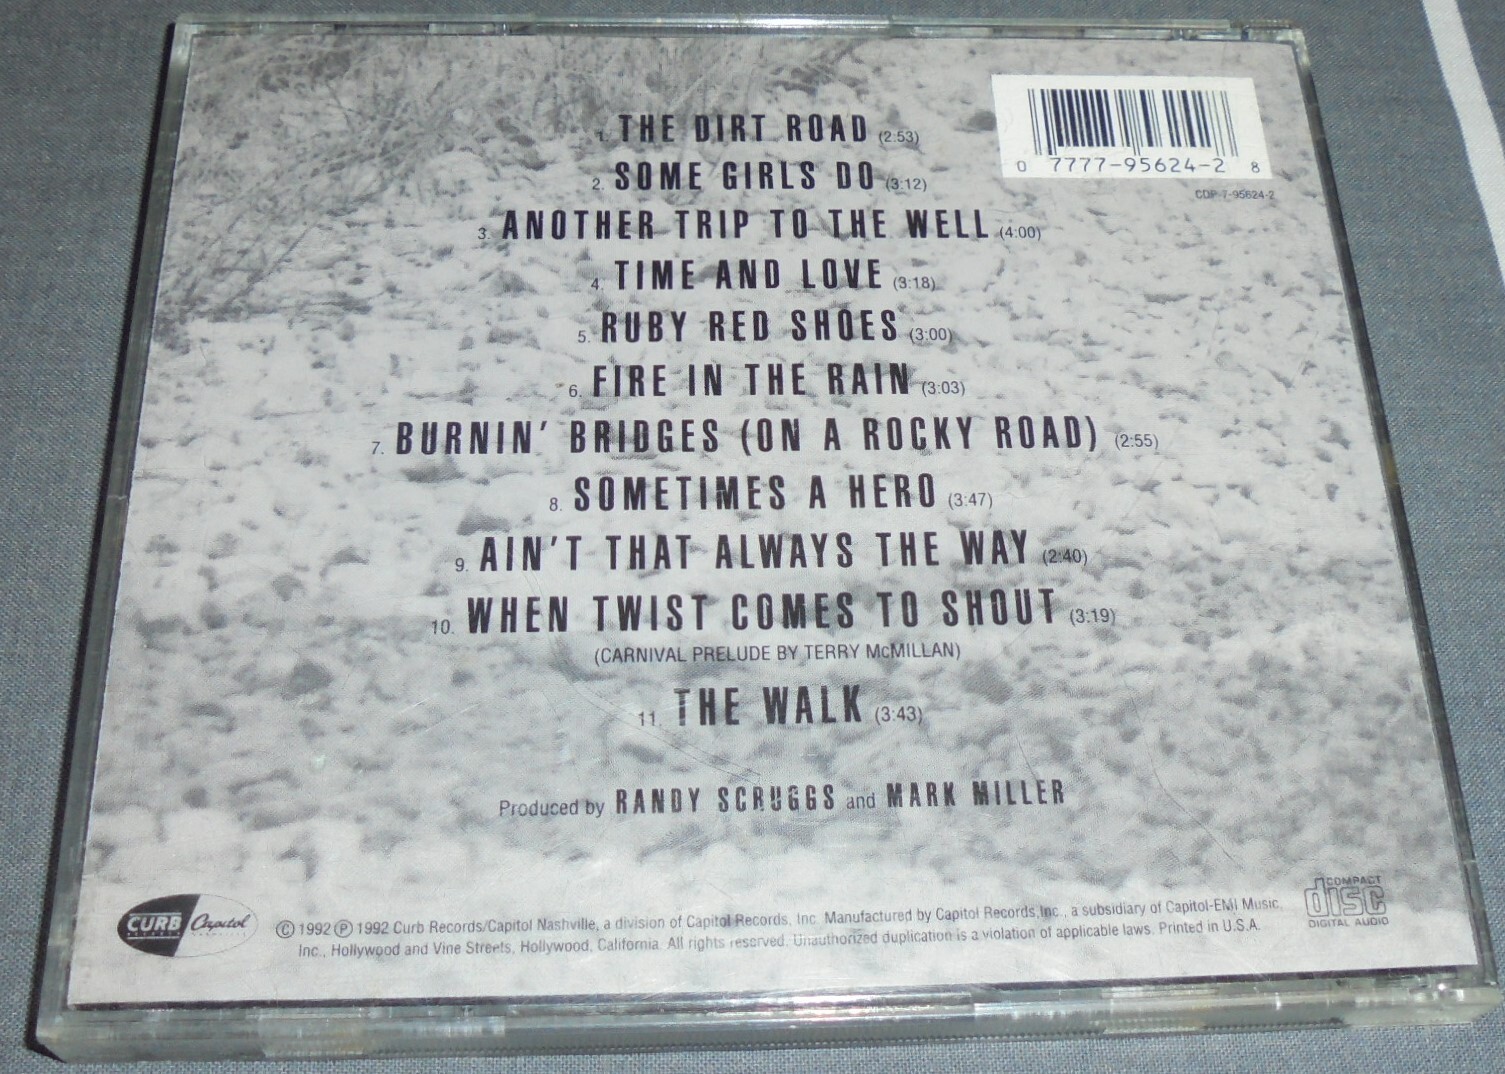 1. THE DIRT ROAD (2:53)
2. SOME GIRLS DO (3:12)
3. ANOTHER TRIP TO THE WELL (4:00)
4. TIME AND LOVE (3:18)
5. RUBY RED SHOES (3:00)
6. FIRE IN THE RAIN (3:03)
7. BURNIN' BRIDGES (ON A ROCKY ROAD) (2:55)
8. SOMETIMES A HERO (3:47)
9. AIN'T THAT ALWAYS THE WAY (2:40)
10. WHEN TWIST COMES TO SHOUT (3:19)
(CARNIVAL PRELUDE BY TERRY McMILLAN)
11. THE WALK (3:43)
0 7777-95624-2 8
CDP-7-95624-2
Produced by RANDY SCRUGGS and MARK MILLER
CURB RECORDS Capitol
© 1992 ℗ 1992 Curb Records/Capitol Nashville, a division of Capitol Records, Inc. Manufactured by Capitol Records, Inc., a subsidiary of Capitol-EMI Music,
Inc., Hollywood and Vine Streets, Hollywood, California. All rights reserved. Unauthorized duplication is a violation of applicable laws. Printed in U.S.A.
COMPACT
disc
DIGITAL AUDIO